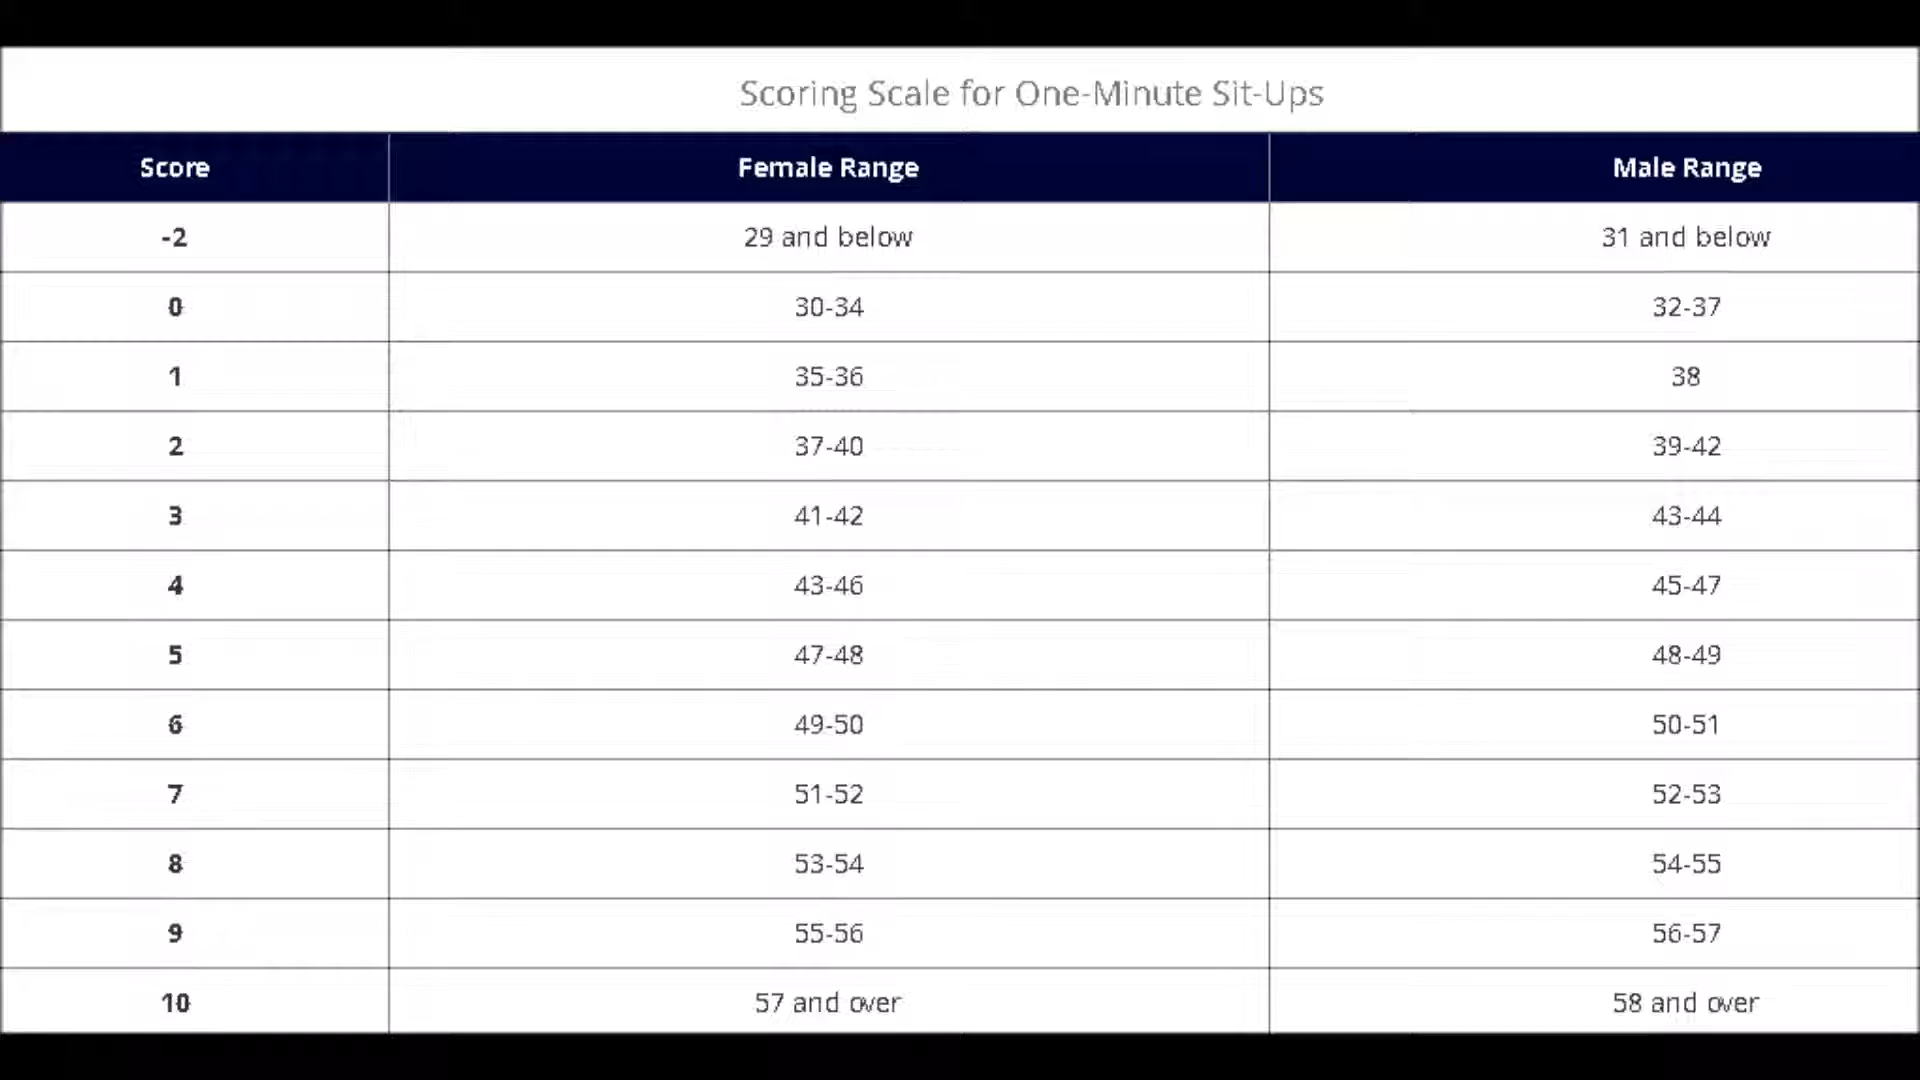 Scoring Scale for One-Minute Sit-Ups
Score Female Range Male Range
-2 29 and below 31 and below
0 30-34 32-37
1 35-36 38
2 37-40 39-42
3 41-42 43-44
4 43-46 45-47
5 47-48 48-49
6 49-50 50-51
7 51-52 52-53
8 53-54 54-55
9 55-56 56-57
10 57 and over 58 and over